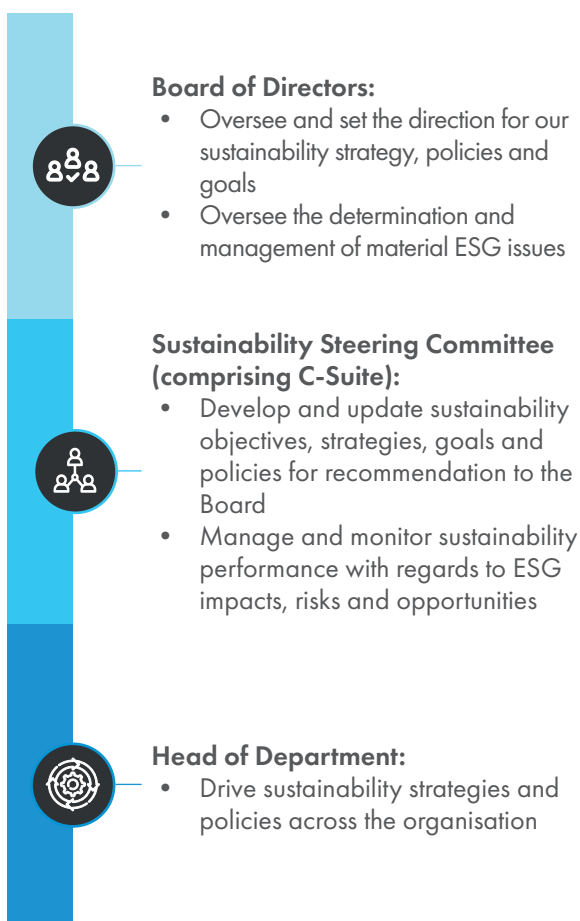 Board of Directors:
• Oversee and set the direction for our
sustainability strategy, policies and
goals
• Oversee the determination and
management of material ESG issues
Sustainability Steering Committee
(comprising C-Suite):
• Develop and update sustainability
objectives, strategies, goals and
policies for recommendation to the
Board
• Manage and monitor sustainability
performance with regards to ESG
impacts, risks and opportunities
Head of Department:
• Drive sustainability strategies and
policies across the organisation